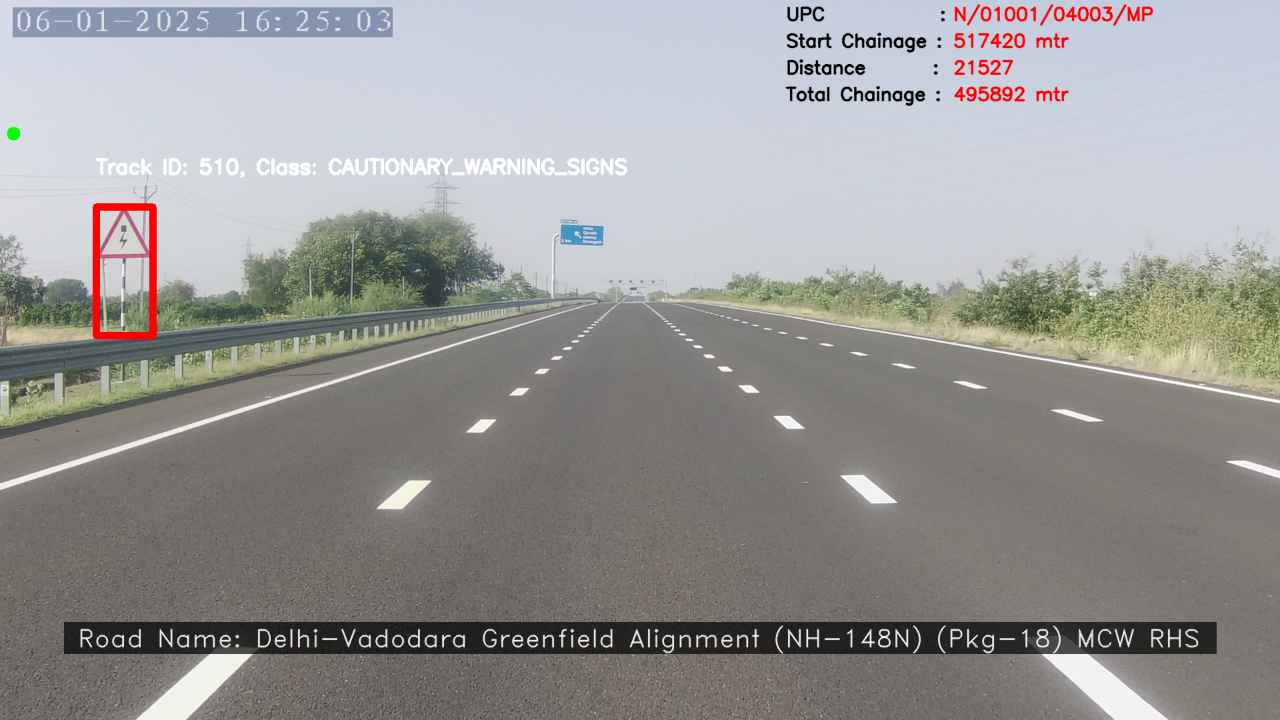 06-01-2025 16:25:03
UPC : N/01001/04003/MP
Start Chainage : 517420 mtr
Distance : 21527
Total Chainage : 495892 mtr
Track ID: 510, Class: CAUTIONARY_WARNING_SIGNS
Road Name: Delhi-Vadodara Greenfield Alignment (NH-148N) (Pkg-18) MCW RHS